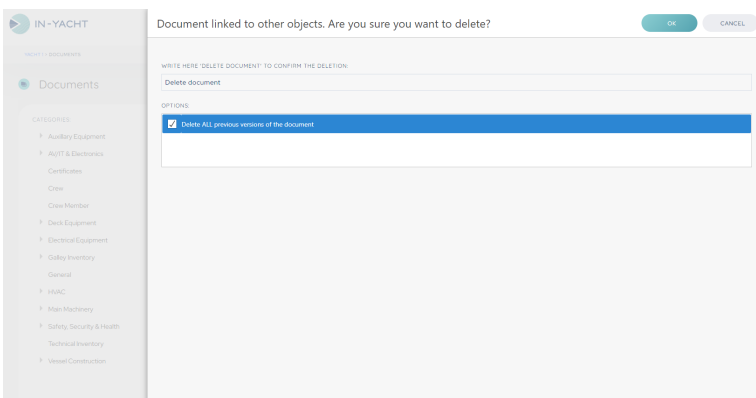 IN-YACHT
Document linked to other objects. Are you sure you want to delete?
OK
CANCEL
DOCUMENTS
Documents
WRITE HERE 'DELETE DOCUMENT' TO CONFIRM THE DELETION:
Delete document
OPTIONS:
Delete ALL previous versions of the document
CATEGORIES
Auxiliary Equipment
AV/IT & Electronics
Certificates
Crew
Crew Member
Deck Equipment
Electrical Equipment
Galley Inventory
General
HVAC
Main Machinery
Safety, Security & Health
Technical Inventory
Vessel Construction